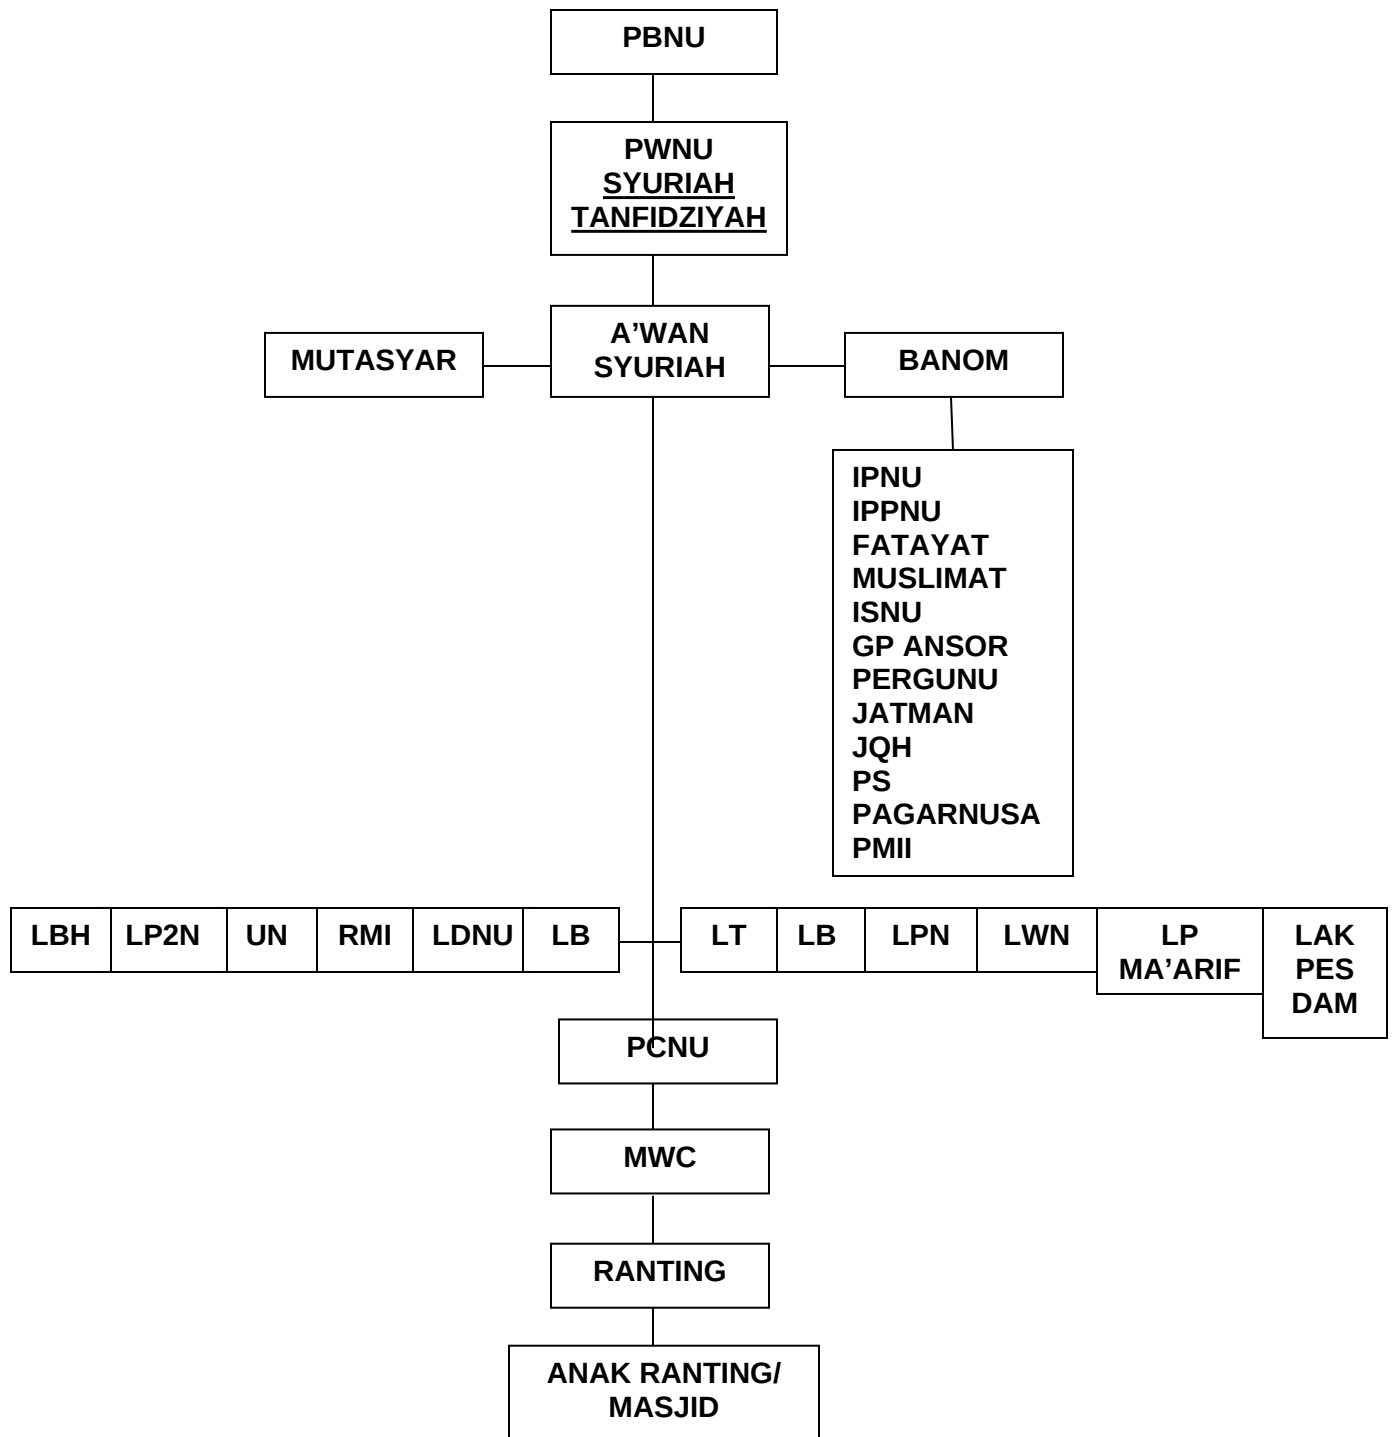 PBNU
PWNU
SYURIAH
TANFIDZIYAH
A’WAN
SYURIAH
MUTASYAR
BANOM
IPNU
IPPNU
FATAYAT
MUSLIMAT
ISNU
GP ANSOR
PERGUNU
JATMAN
JQH
PS
PAGARNUSA
PMII
LBH
LP2N
UN
RMI
LDNU
LB
LT
LB
LPN
LWN
LP
MA’ARIF
LAK
PES
DAM
PCNU
MWC
RANTING
ANAK RANTING/
MASJID